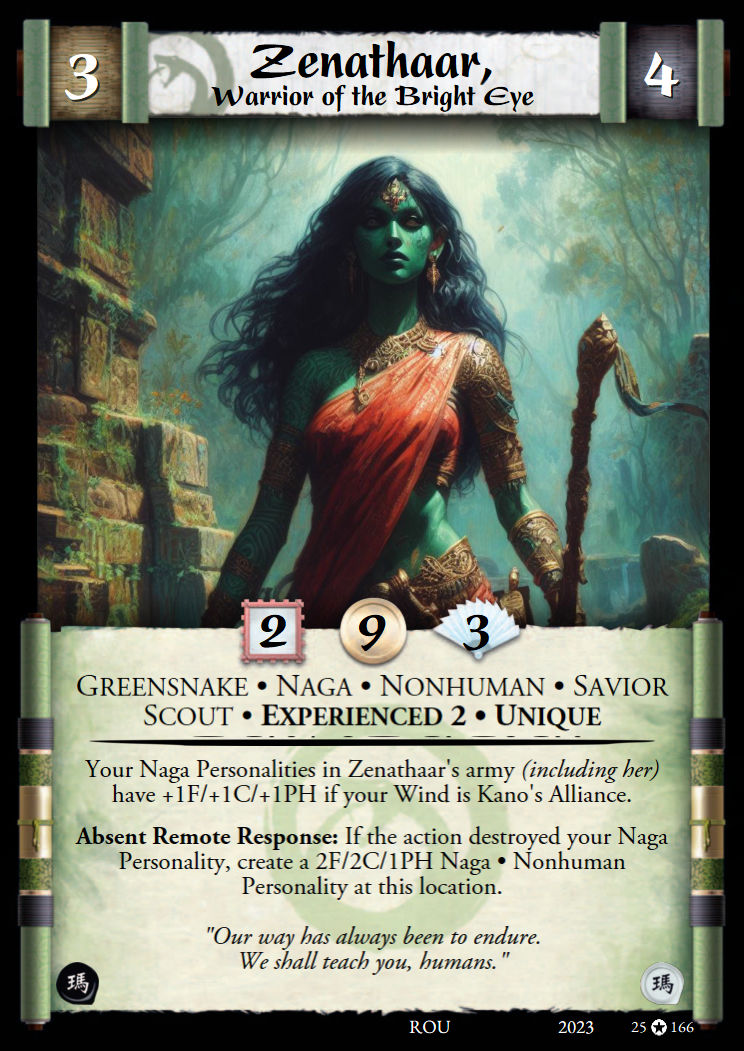 3
Zenathaar,
4
Warrior of the Bright Eye
2
9
3
GREENSNAKE • NAGA • NONHUMAN • SAVIOR
SCOUT • EXPERIENCED 2 • UNIQUE
Your Naga Personalities in Zenathaar's army (including her)
have +1F/+1C/+1PH if your Wind is Kano's Alliance.
Absent Remote Response: If the action destroyed your Naga
Personality, create a 2F/2C/1PH Naga • Nonhuman
Personality at this location.
"Our way has always been to endure.
We shall teach you, humans."
瑪
瑪
ROU 2023 25 ✪ 166